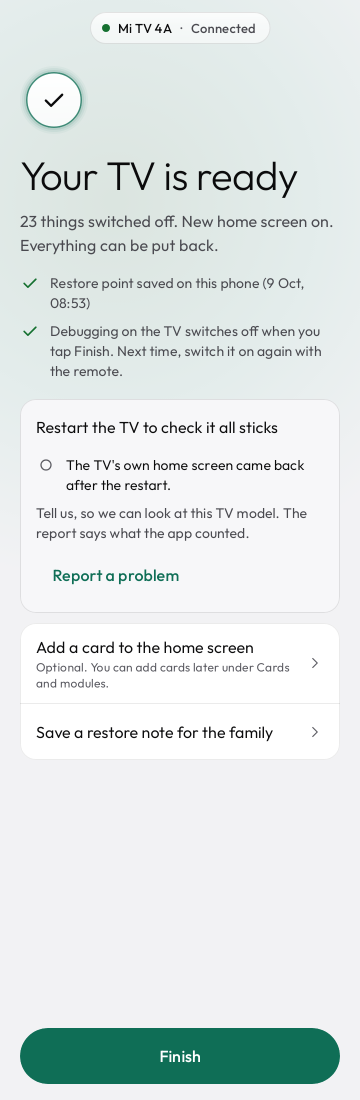 Mi TV 4A · Connected
Your TV is ready
23 things switched off. New home screen on.
Everything can be put back.
Restore point saved on this phone (9 Oct,
08:53)
Debugging on the TV switches off when you
tap Finish. Next time, switch it on again with
the remote.
Restart the TV to check it all sticks
The TV's own home screen came back
after the restart.
Tell us, so we can look at this TV model. The
report says what the app counted.
Report a problem
Add a card to the home screen
Optional. You can add cards later under Cards
and modules.
Save a restore note for the family
Finish